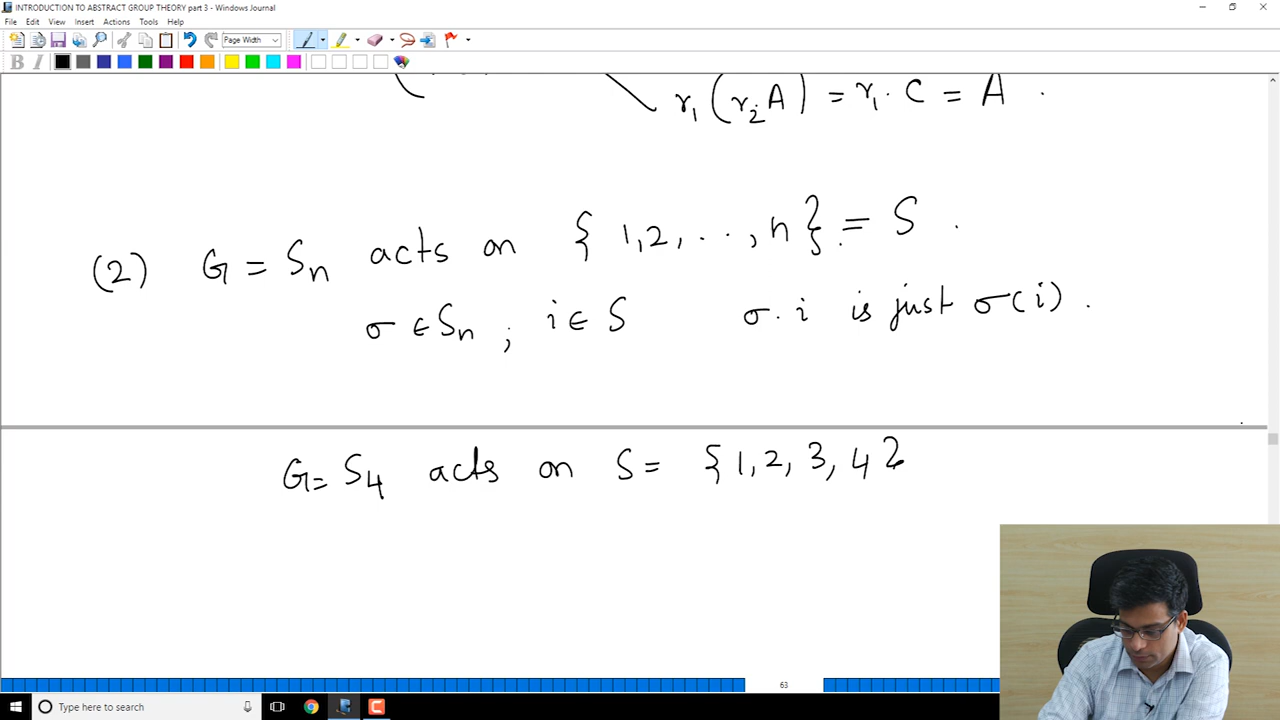 INTRODUCTION TO ABSTRACT GROUP THEORY part 3 - Windows Journal
File Edit View Insert Actions Tools Help
Page Width
B I
r₁(r₂A) = r₁. C = A .
(2) G = Sₙ acts on { 1,2, ..., n } = S .
σ ∈ Sₙ ; i ∈ S σ. i is just σ(i) .
G = S₄ acts on S = {1, 2, 3, 4}
63
Type here to search